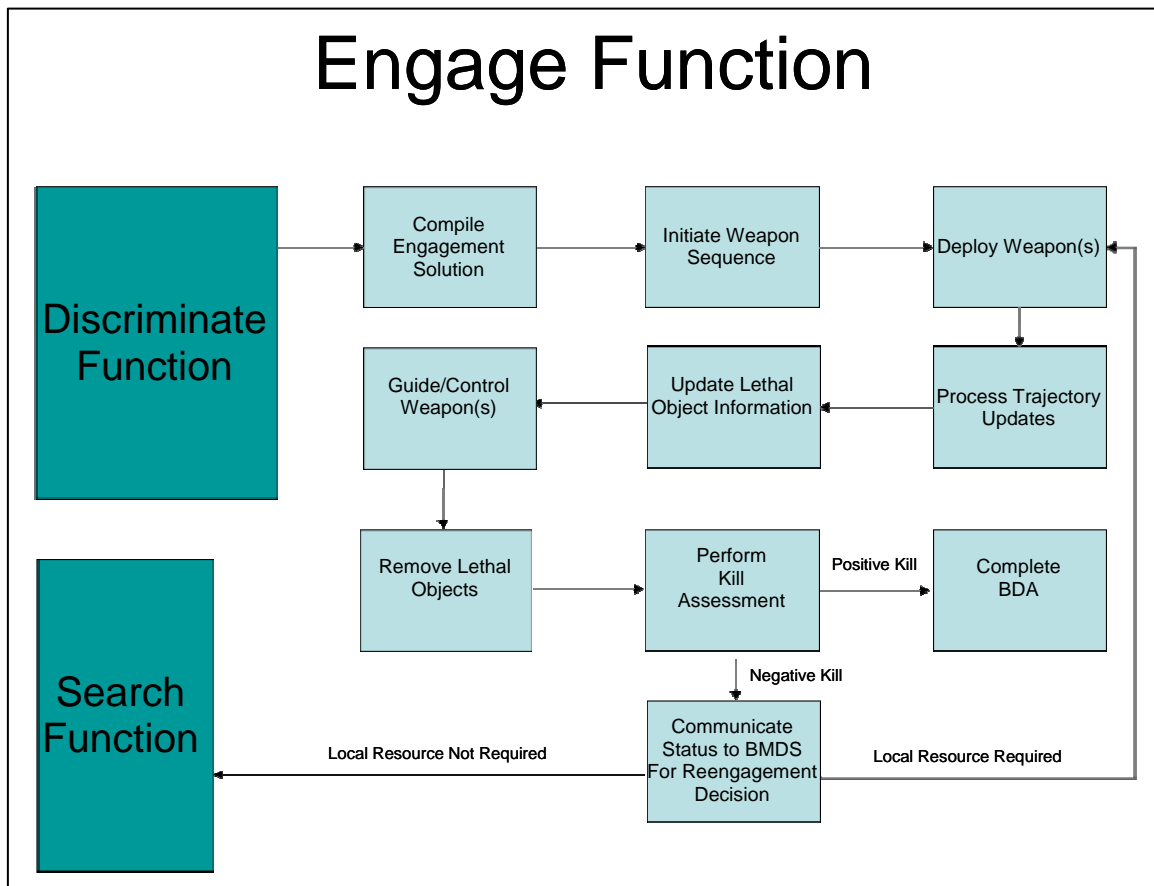 Engage Function
Discriminate
Function
Compile
Engagement
Solution
Initiate Weapon
Sequence
Deploy Weapon(s)
Guide/Control
Weapon(s)
Update Lethal
Object Information
Process Trajectory
Updates
Remove Lethal
Objects
Perform
Kill
Assessment
Positive Kill
Complete
BDA
Negative Kill
Search
Function
Local Resource Not Required
Communicate
Status to BMDS
For Reengagement
Decision
Local Resource Required